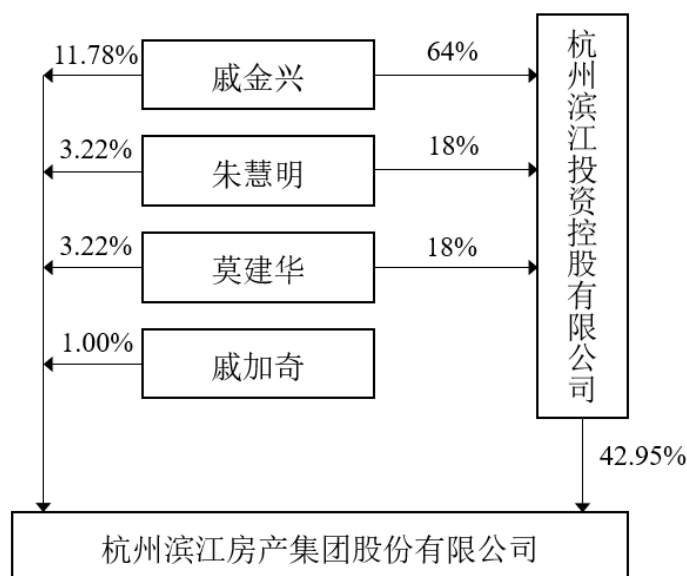 11.78%
戚金兴
64%
3.22%
朱慧明
18%
3.22%
莫建华
18%
1.00%
戚加奇
杭州滨江投资控股有限公司
42.95%
杭州滨江房产集团股份有限公司